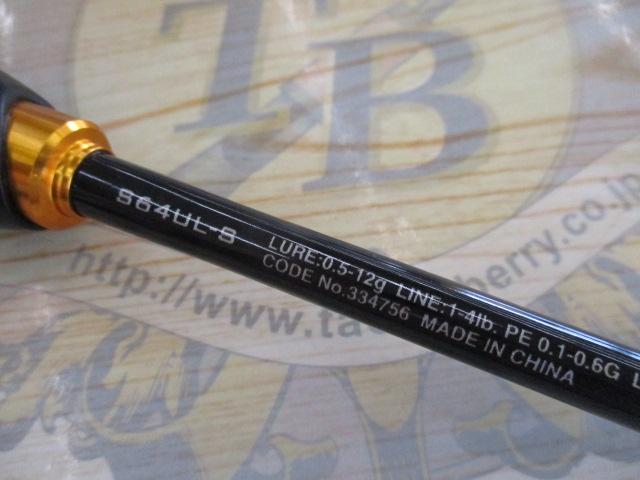 TB
S64UL-S
LURE:0.5-12g LINE:1-4lb. PE 0.1-0.6G L
CODE No.334756 MADE IN CHINA
http://www.ta berry.co.jp